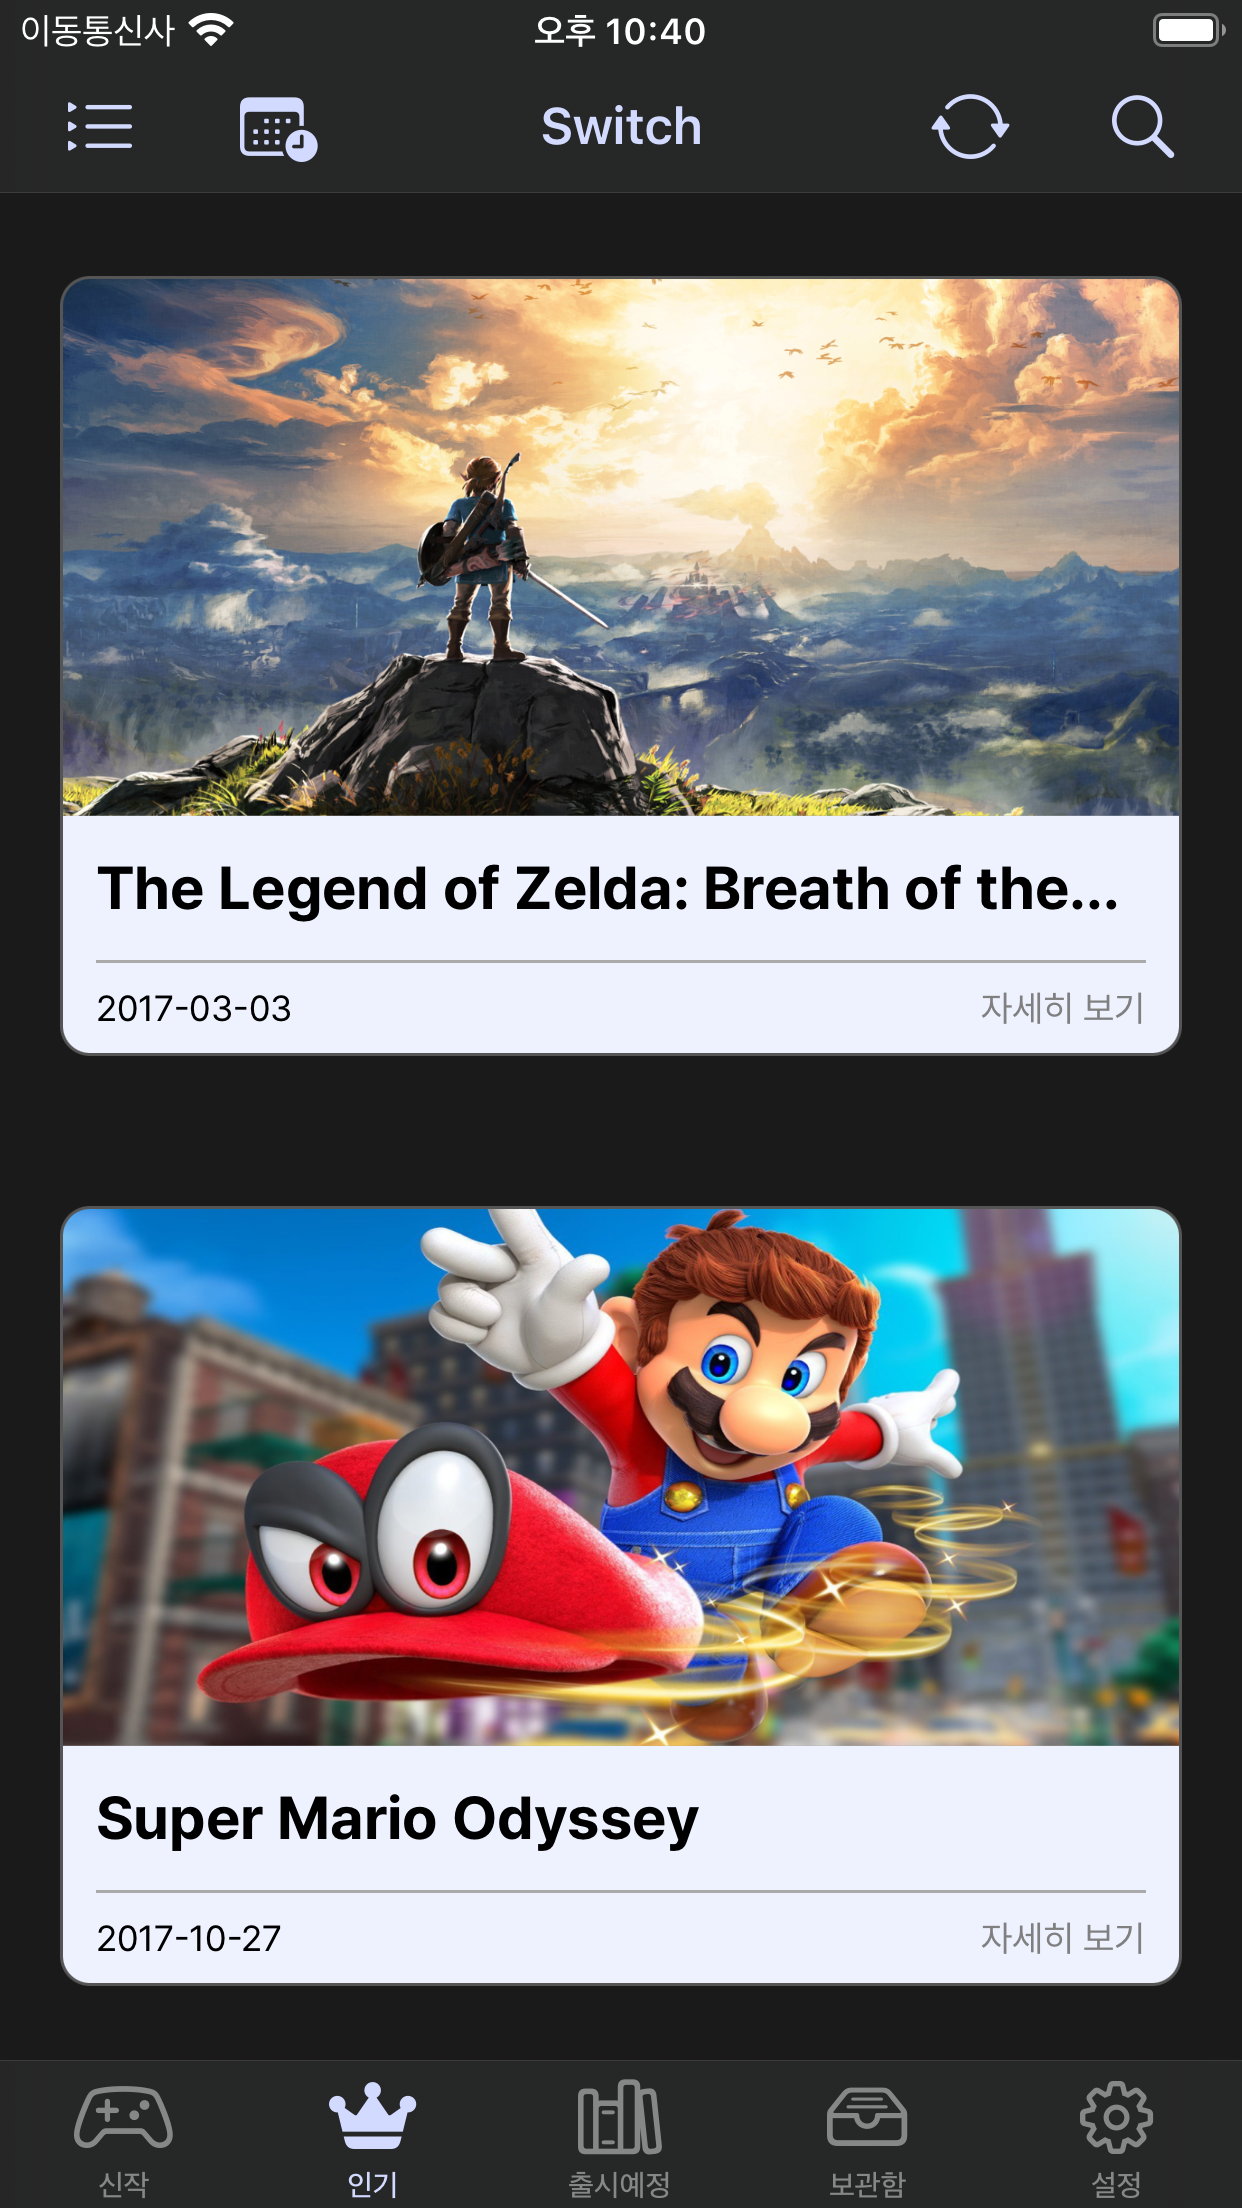 이동통신사
오후 10:40
Switch
The Legend of Zelda: Breath of the...
2017-03-03
자세히 보기
Super Mario Odyssey
2017-10-27
자세히 보기
신작
인기
출시예정
보관함
설정